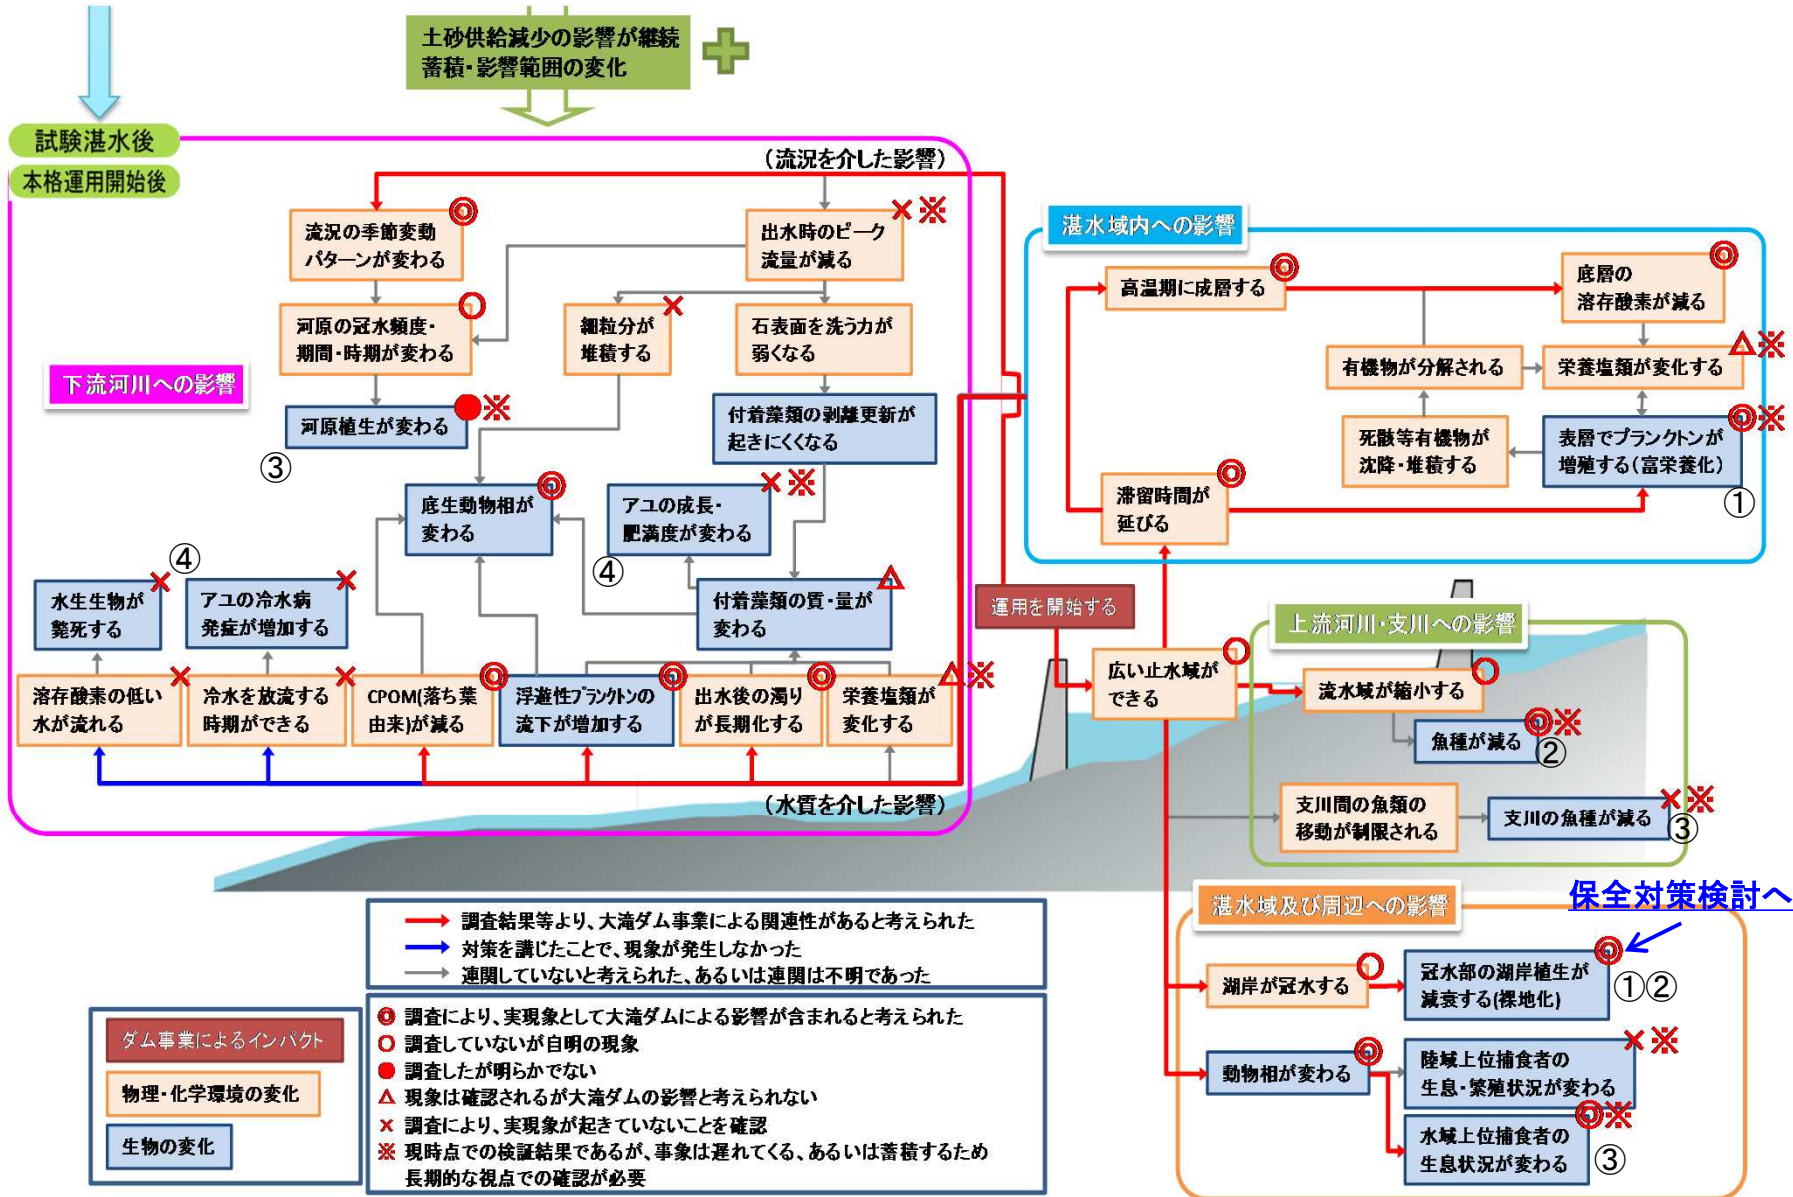 土砂供給減少の影響が継続
蓄積・影響範囲の変化
試験湛水後
本格運用開始後
(流況を介した影響)
流況の季節変動
パターンが変わる
◎
出水時のピーク
流量が減る
× ※
河原の冠水頻度・
期間・時期が変わる
○
細粒分が
堆積する
×
石表面を洗う力が
弱くなる
下流河川への影響
河原植生が変わる
●※
③
付着藻類の剥離更新が
起きにくくなる
底生動物相が
変わる
◎
アユの成長・
肥満度が変わる
× ※
④
④
水生生物が
斃死する
×
アユの冷水病
発症が増加する
×
付着藻類の質・量が
変わる
△
溶存酸素の低い
水が流れる
×
冷水を放流する
時期ができる
×
CPOM(落ち葉
由来)が減る
◎
浮遊性プランクトンの
流下が増加する
◎
出水後の濁り
が長期化する
◎
栄養塩類が
変化する
△※
(水質を介した影響)
運用を開始する
湛水域内への影響
高温期に成層する
◎
底層の
溶存酸素が減る
◎
有機物が分解される
栄養塩類が変化する
△※
死骸等有機物が
沈降・堆積する
表層でプランクトンが
増殖する(富栄養化)
◎※
①
滞留時間が
延びる
◎
上流河川・支川への影響
広い止水域が
できる
○
流水域が縮小する
○
魚種が減る
◎※
②
支川間の魚類の
移動が制限される
支川の魚種が減る
× ※
③
湛水域及び周辺への影響
保全対策検討へ
湖岸が冠水する
○
冠水部の湖岸植生が
減衰する(裸地化)
◎
①②
動物相が変わる
◎
陸域上位捕食者の
生息・繁殖状況が変わる
× ※
水域上位捕食者の
生息状況が変わる
◎※
③
調査結果等より、大滝ダム事業による関連性があると考えられた
対策を講じたことで、現象が発生しなかった
連関していないと考えられた、あるいは連関は不明であった
ダム事業によるインパクト
物理・化学環境の変化
生物の変化
◎ 調査により、実現象として大滝ダムによる影響が含まれると考えられた
○ 調査していないが自明の現象
● 調査したが明らかでない
△ 現象は確認されるが大滝ダムの影響と考えられない
× 調査により、実現象が起きていないことを確認
※ 現時点での検証結果であるが、事象は遅れてくる、あるいは蓄積するため
長期的な視点での確認が必要